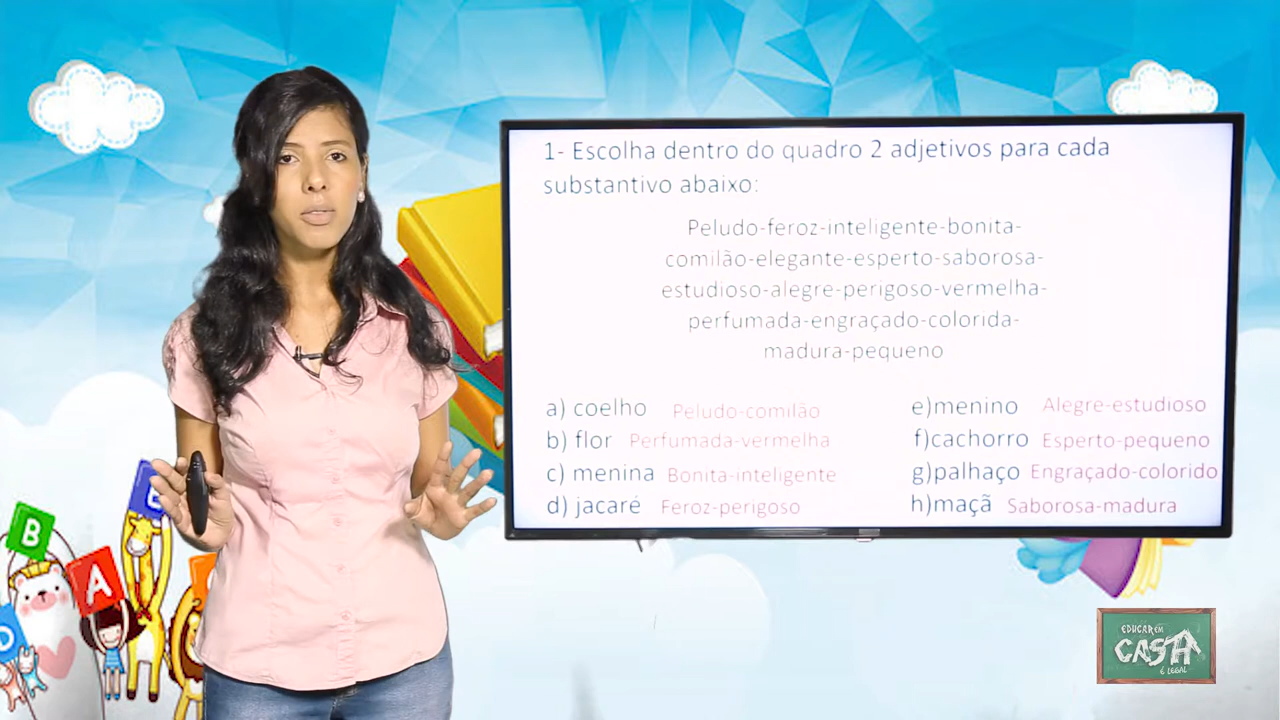 1- Escolha dentro do quadro 2 adjetivos para cada
substantivo abaixo:
Peludo-feroz-inteligente-bonita-
comilão-elegante-esperto-saborosa-
estudioso-alegre-perigoso-vermelha-
perfumada-engraçado-colorida-
madura-pequeno
a) coelho Peludo-comilão
b) flor Perfumada-vermelha
c) menina Bonita-inteligente
d) jacaré Feroz-perigoso
e)menino Alegre-estudioso
f)cachorro Esperto-pequeno
g)palhaço Engraçado-colorido
h)maçã Saborosa-madura
B
A
EDUCAR EM
CASA
É LEGAL